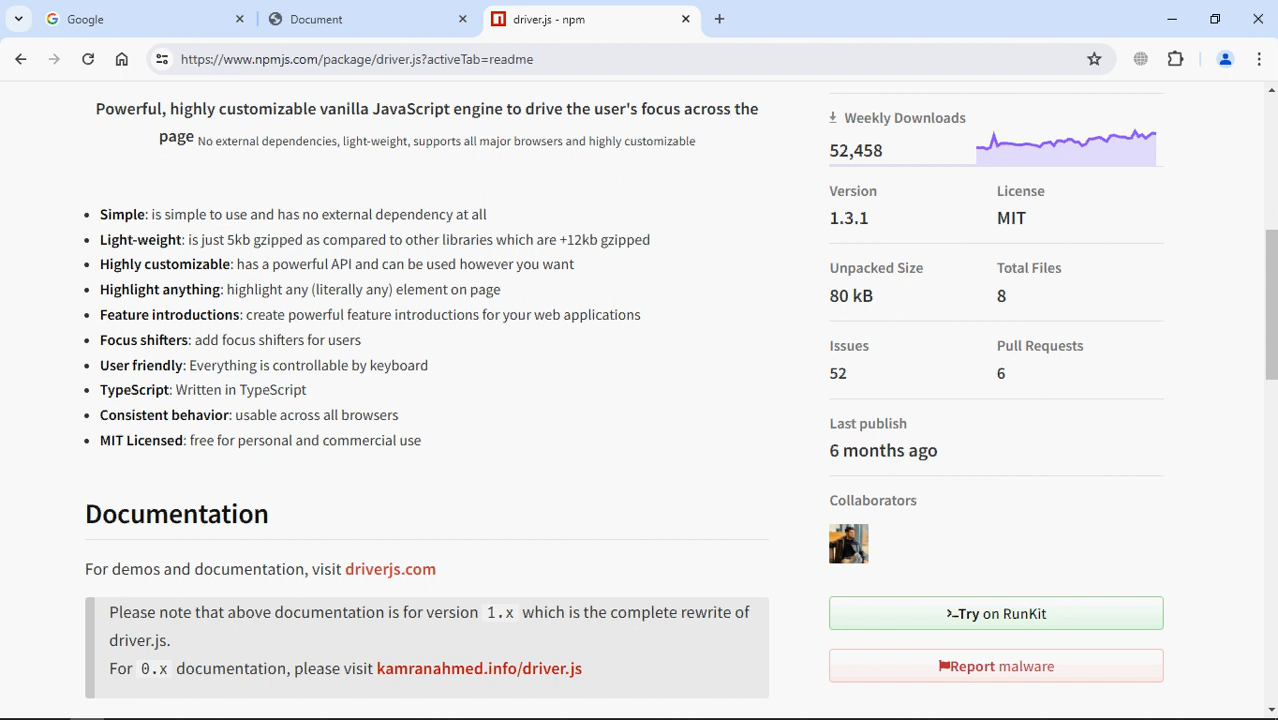 Google
Document
driver.js - npm
https://www.npmjs.com/package/driver.js?activeTab=readme
Powerful, highly customizable vanilla JavaScript engine to drive the user's focus across the
page No external dependencies, light-weight, supports all major browsers and highly customizable
Simple: is simple to use and has no external dependency at all
Light-weight: is just 5kb gzipped as compared to other libraries which are +12kb gzipped
Highly customizable: has a powerful API and can be used however you want
Highlight anything: highlight any (literally any) element on page
Feature introductions: create powerful feature introductions for your web applications
Focus shifters: add focus shifters for users
User friendly: Everything is controllable by keyboard
TypeScript: Written in TypeScript
Consistent behavior: usable across all browsers
MIT Licensed: free for personal and commercial use
Documentation
For demos and documentation, visit driverjs.com
Please note that above documentation is for version 1.x which is the complete rewrite of
driver.js.
For 0.x documentation, please visit kamranahmed.info/driver.js
Weekly Downloads
52,458
Version
License
1.3.1
MIT
Unpacked Size
Total Files
80 kB
8
Issues
Pull Requests
52
6
Last publish
6 months ago
Collaborators
Try on RunKit
Report malware